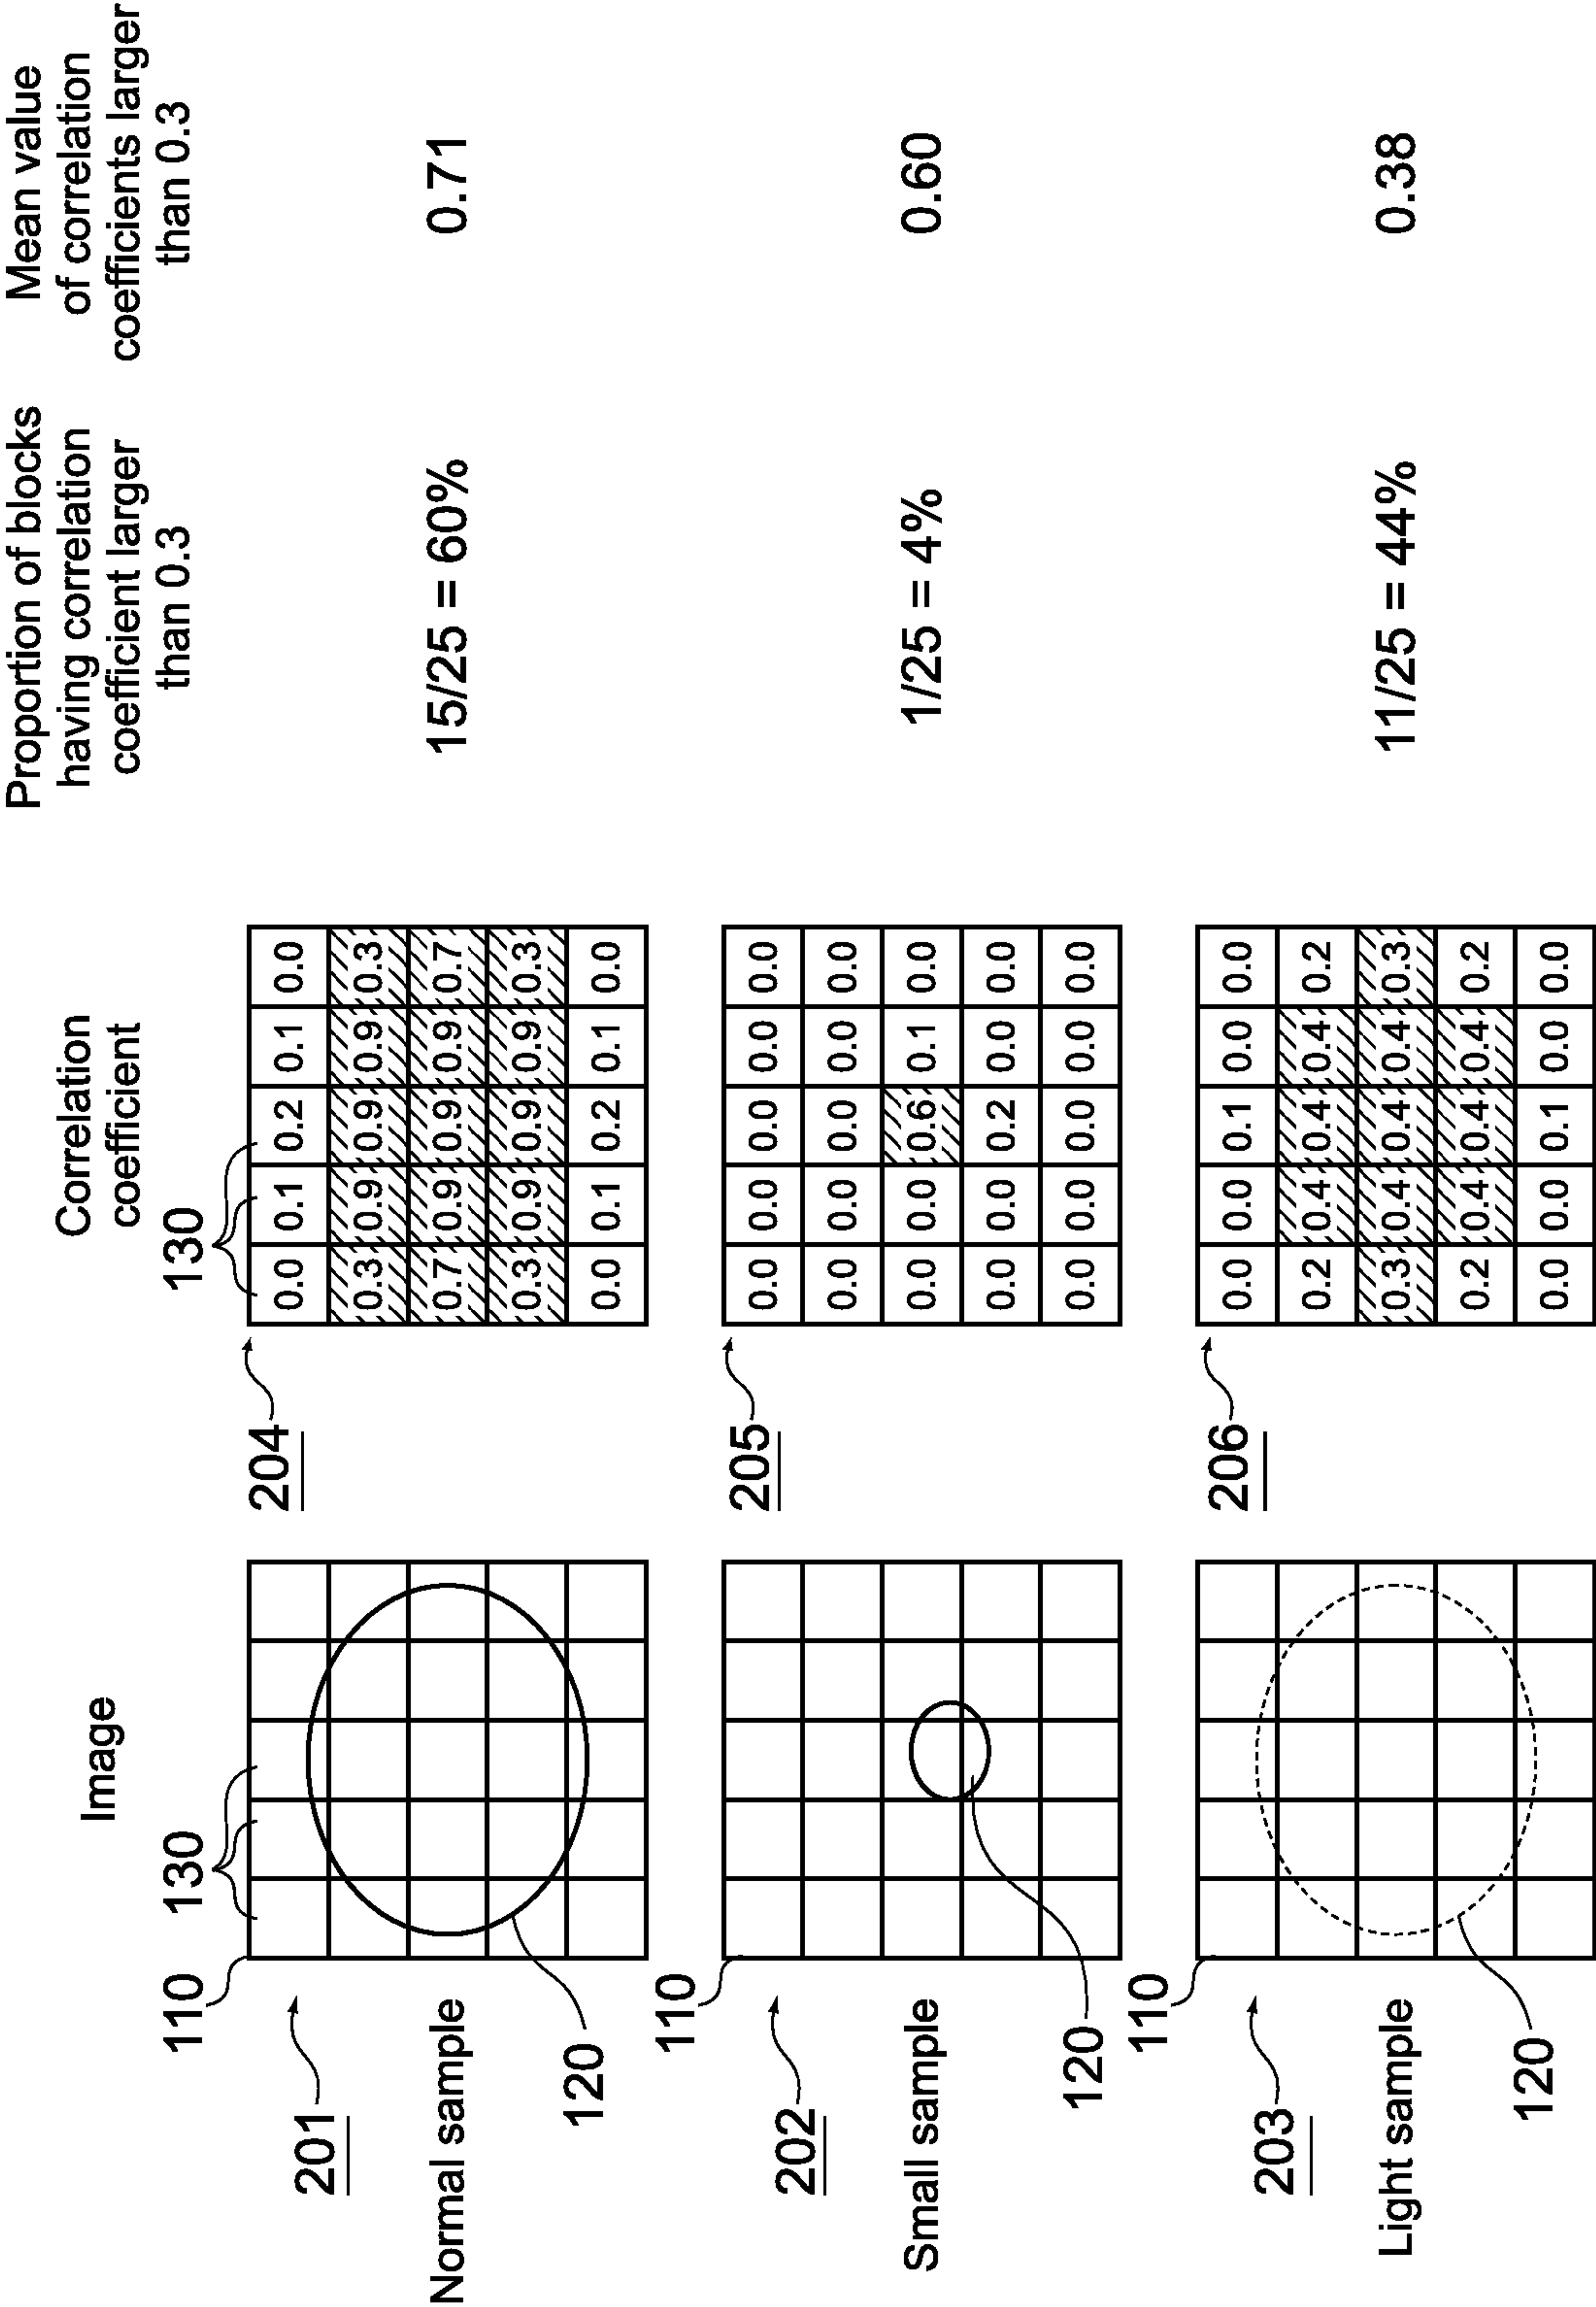 Image
Correlation
coefficient
Proportion of blocks
having correlation
coefficient larger
than 0.3
Mean value
of correlation
coefficients larger
than 0.3
110
130
130
201
Normal sample
120
204
0.0 0.1 0.2 0.1 0.0
0.3 0.9 0.9 0.9 0.3
0.7 0.9 0.9 0.9 0.7
0.3 0.9 0.9 0.9 0.3
0.0 0.1 0.2 0.1 0.0
15/25 = 60%
0.71
110
202
Small sample
120
205
0.0 0.0 0.0 0.0 0.0
0.0 0.0 0.0 0.0 0.0
0.0 0.0 0.6 0.1 0.0
0.0 0.0 0.2 0.0 0.0
0.0 0.0 0.0 0.0 0.0
1/25 = 4%
0.60
110
203
Light sample
120
206
0.0 0.0 0.1 0.0 0.0
0.2 0.4 0.4 0.4 0.2
0.3 0.4 0.4 0.4 0.3
0.2 0.4 0.4 0.4 0.2
0.0 0.0 0.1 0.0 0.0
11/25 = 44%
0.38